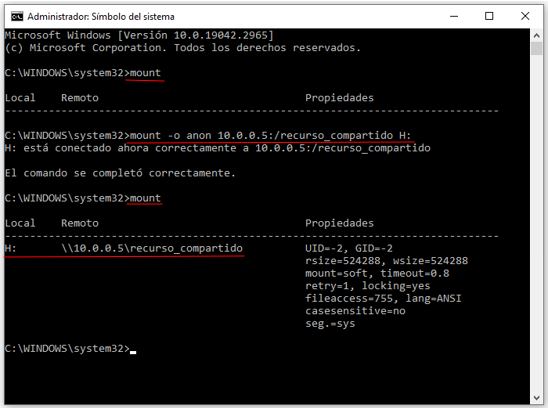 Administrador: Símbolo del sistema
Microsoft Windows [Versión 10.0.19042.2965]
(c) Microsoft Corporation. Todos los derechos reservados.
C:\WINDOWS\system32>mount
Local Remoto Propiedades
-------------------------------------------------------------------------------
C:\WINDOWS\system32>mount -o anon 10.0.0.5:/recurso_compartido H:
H: está conectado ahora correctamente a 10.0.0.5:/recurso_compartido
El comando se completó correctamente.
C:\WINDOWS\system32>mount
Local Remoto Propiedades
-------------------------------------------------------------------------------
H: \\10.0.0.5\recurso_compartido UID=-2, GID=-2
rsize=524288, wsize=524288
mount=soft, timeout=0.8
retry=1, locking=yes
fileaccess=755, lang=ANSI
casesensitive=no
seg.=sys
C:\WINDOWS\system32>